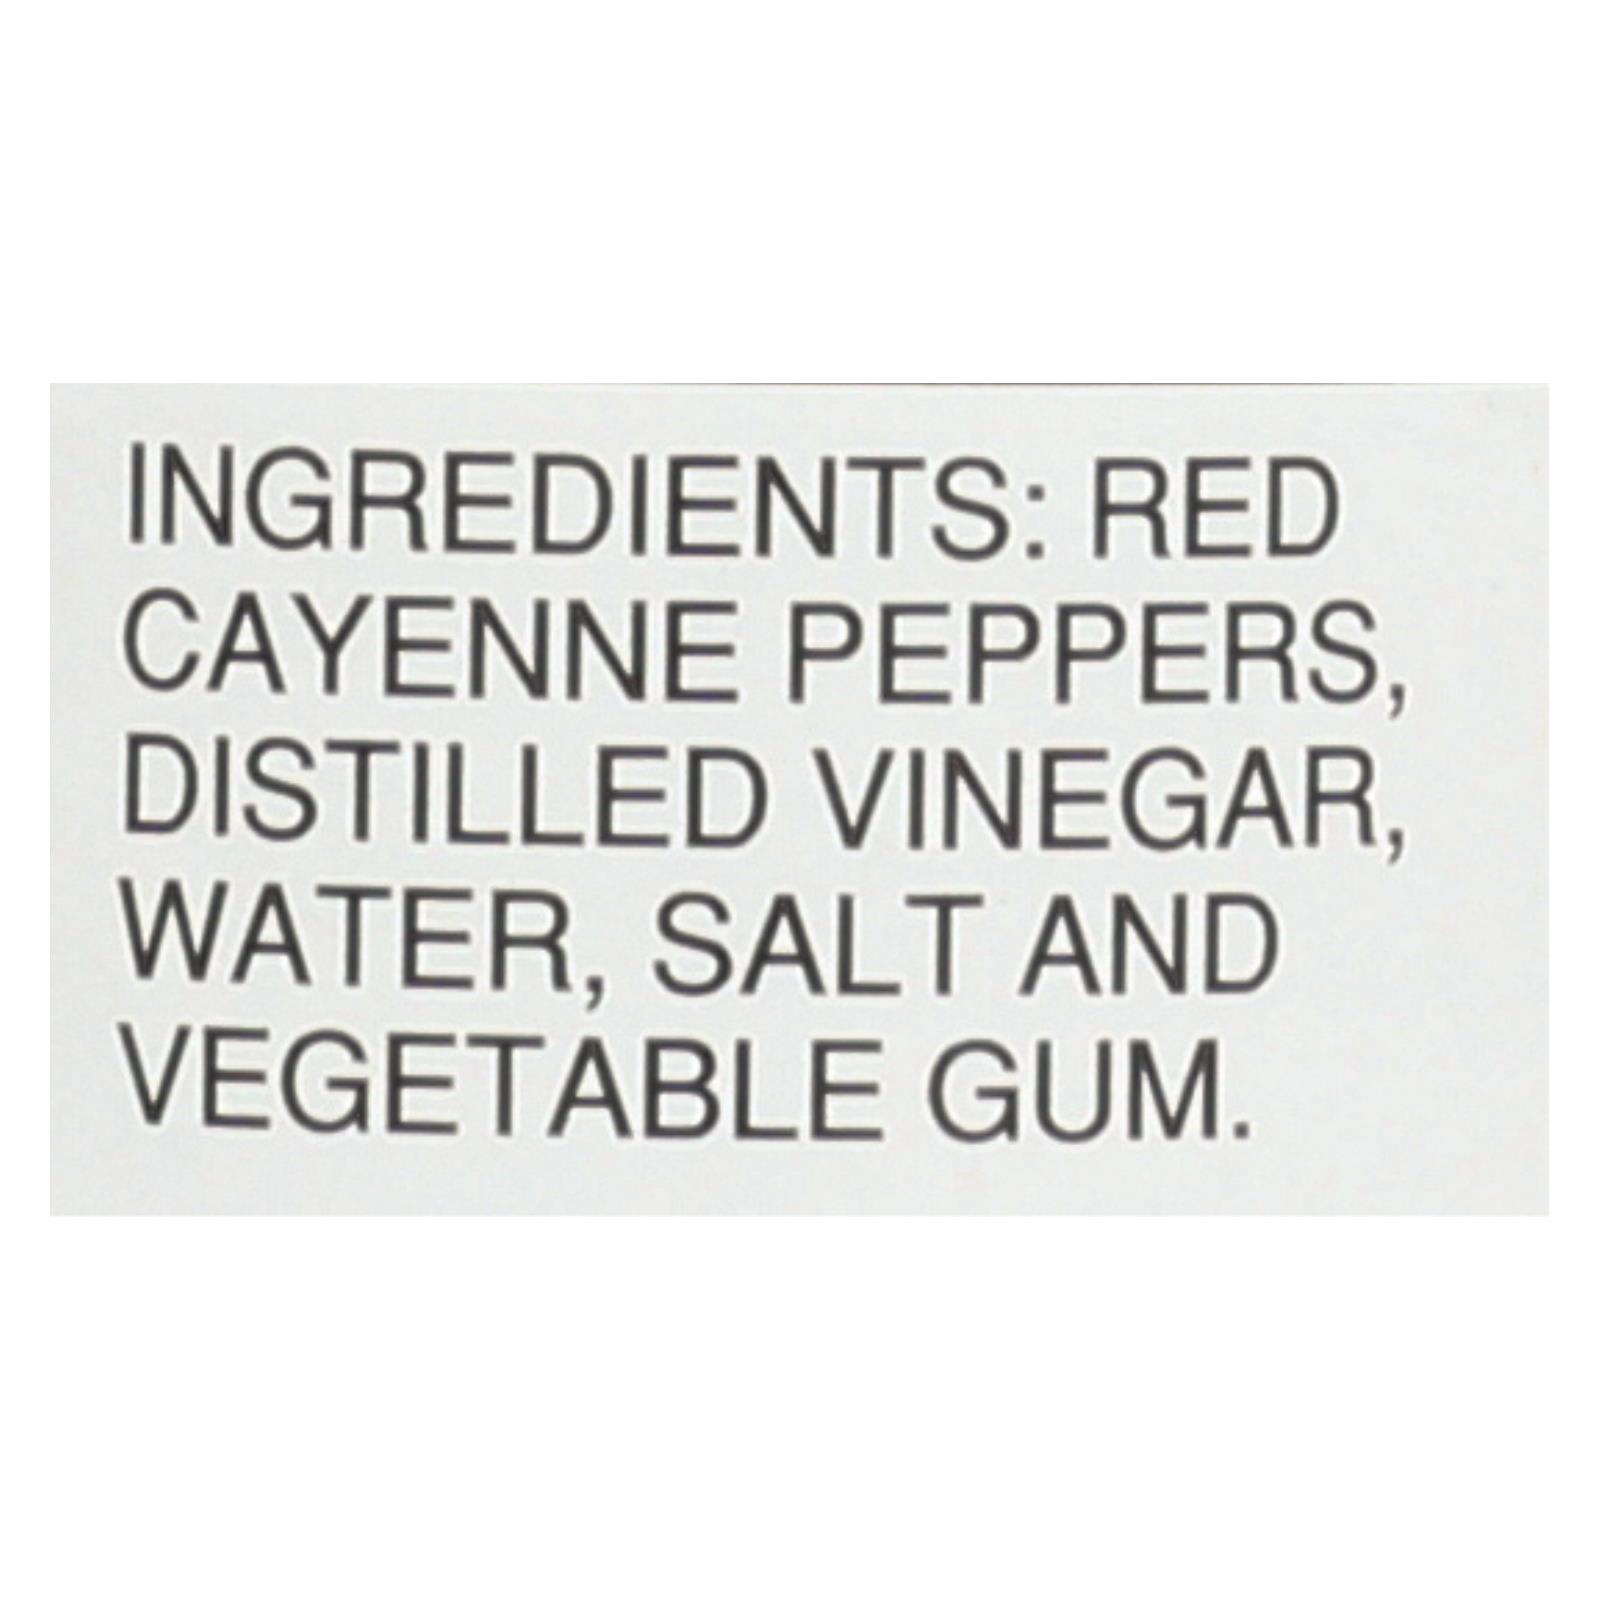 INGREDIENTS: RED
CAYENNE PEPPERS,
DISTILLED VINEGAR,
WATER, SALT AND
VEGETABLE GUM.